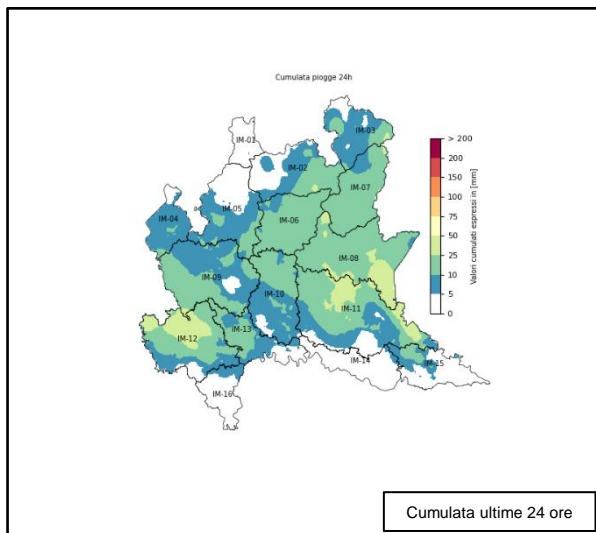 Cumulata piogge 24h
IM-01
IM-03
IM-02
IM-07
IM-05
IM-04
IM-06
IM-08
IM-09
IM-10
IM-11
IM-13
IM-12
IM-14
IM-15
IM-16
> 200
200
150
100
75
50
25
10
5
0
Valori cumulati espressi in [mm]
Cumulata ultime 24 ore